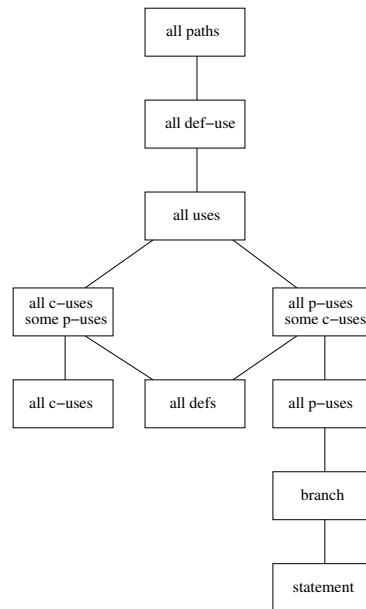 all paths
all def−use
all uses
all c−uses
some p−uses
all p−uses
some c−uses
all c−uses
all defs
all p−uses
branch
statement